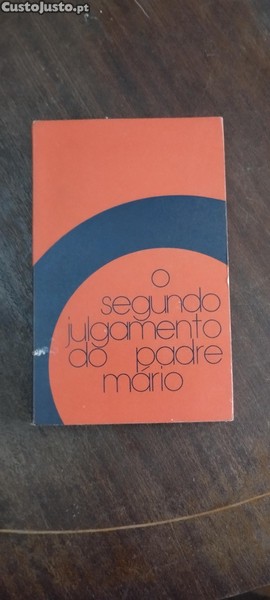 CustoJusto.pt
o
segundo
julgamento
do padre
mário